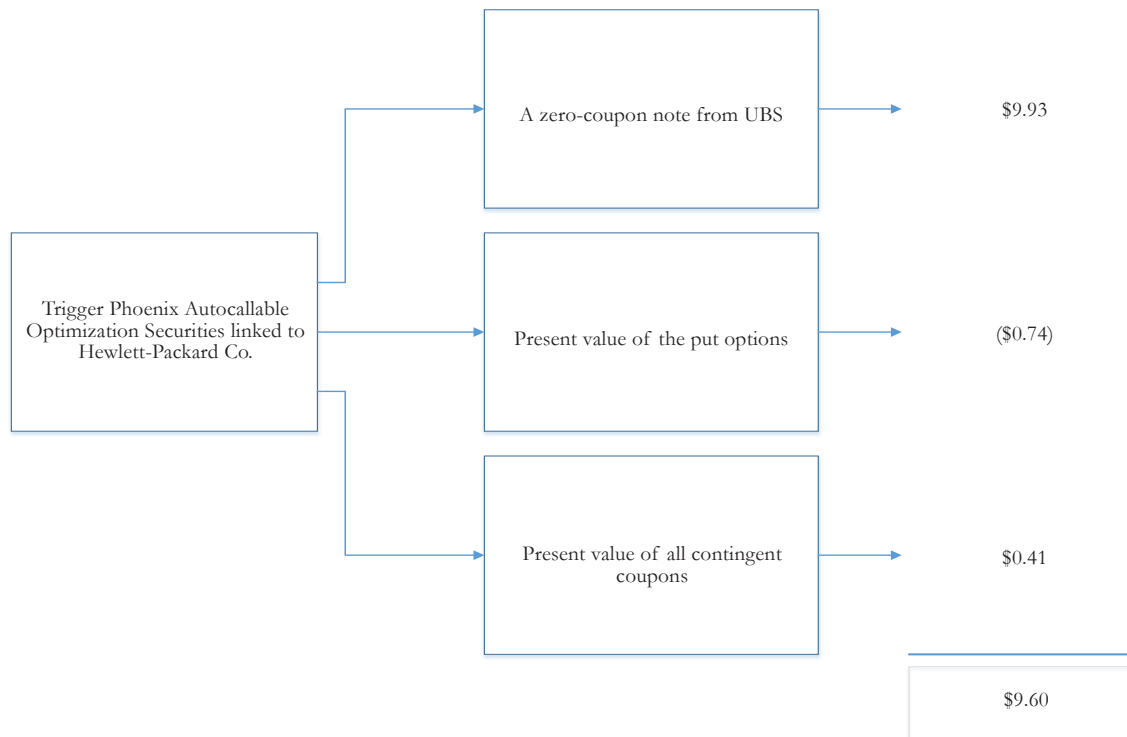 A zero-coupon note from UBS
$9.93
Trigger Phoenix Autocallable
Optimization Securities linked to
Hewlett-Packard Co.
Present value of the put options
($0.74)
Present value of all contingent
coupons
$0.41
$9.60